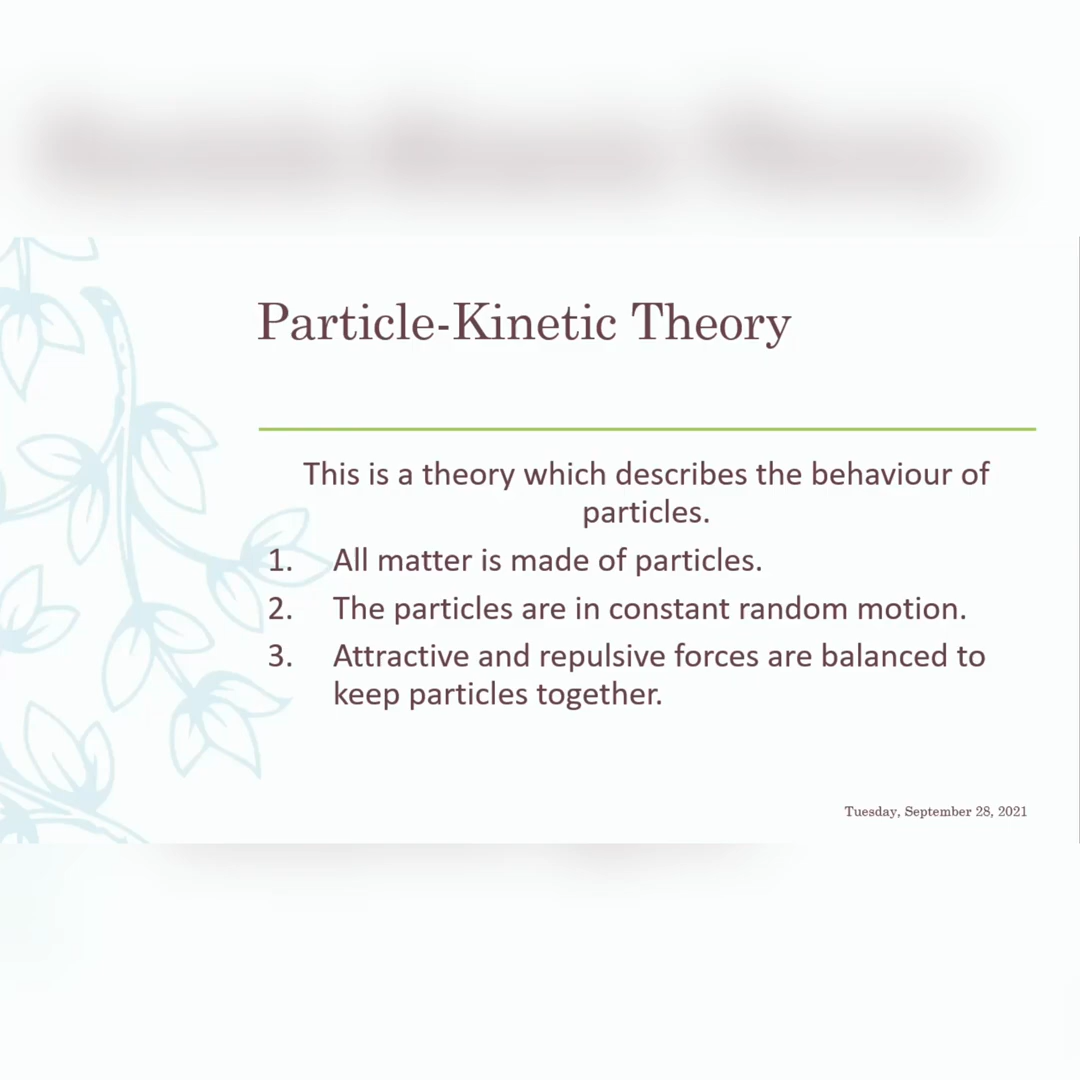 Particle-Kinetic Theory
This is a theory which describes the behaviour of
particles.
1. All matter is made of particles.
2. The particles are in constant random motion.
3. Attractive and repulsive forces are balanced to
keep particles together.
Tuesday, September 28, 2021